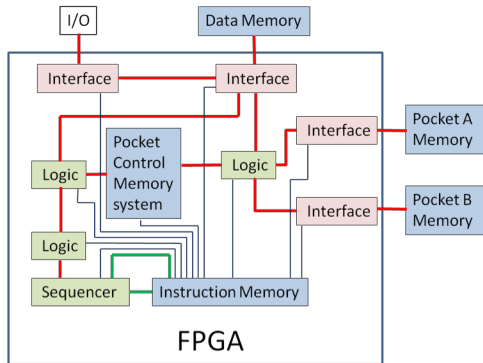 I/O
Data Memory
Interface
Interface
Pocket
Control
Memory
system
Interface
Pocket A
Memory
Logic
Logic
Interface
Pocket B
Memory
Logic
Sequencer
Instruction Memory
FPGA